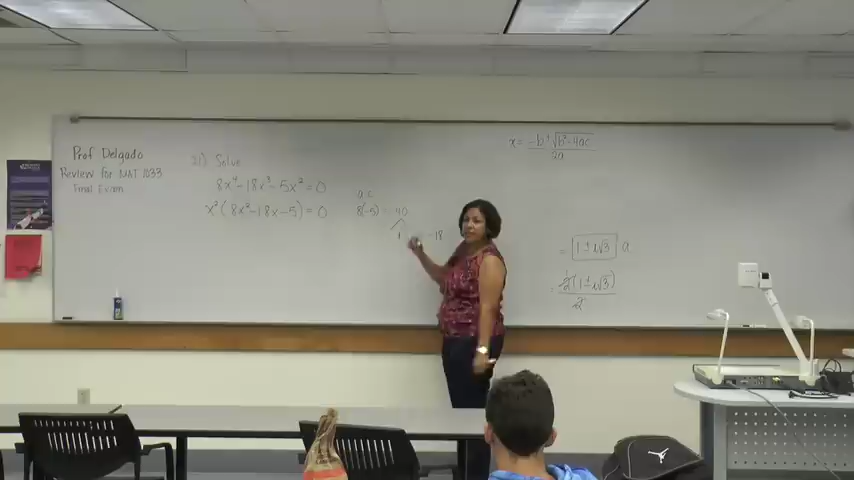 Prof Delgado
Review for MAT 1033
Final Exam
21) Solve
8x⁴-18x³-5x²=0
x²(8x²-18x-5)=0
a.c
8(-5) = -40
1
-18
x = -b±√b²-4ac / 2a
= 1±i√3 a
= 2(1±i√3) / 2